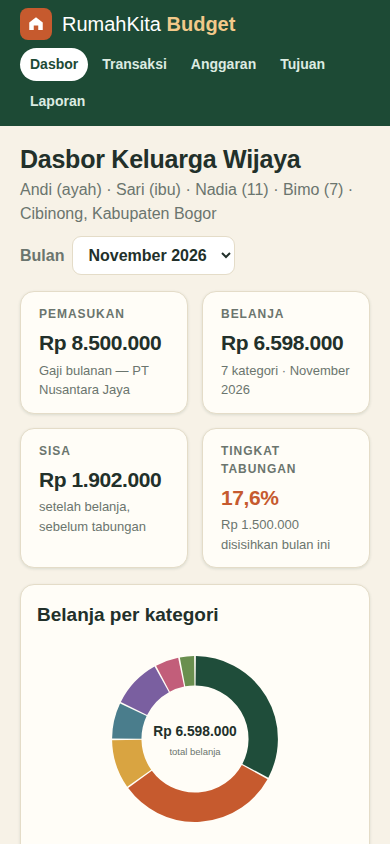 RumahKita Budget
Dasbor Transaksi Anggaran Tujuan
Laporan
Dasbor Keluarga Wijaya
Andi (ayah) · Sari (ibu) · Nadia (11) · Bimo (7) ·
Cibinong, Kabupaten Bogor
Bulan November 2026
PEMASUKAN
Rp 8.500.000
Gaji bulanan — PT
Nusantara Jaya
BELANJA
Rp 6.598.000
7 kategori · November
2026
SISA
Rp 1.902.000
setelah belanja,
sebelum tabungan
TINGKAT
TABUNGAN
17,6%
Rp 1.500.000
disisihkan bulan ini
Belanja per kategori
Rp 6.598.000
total belanja